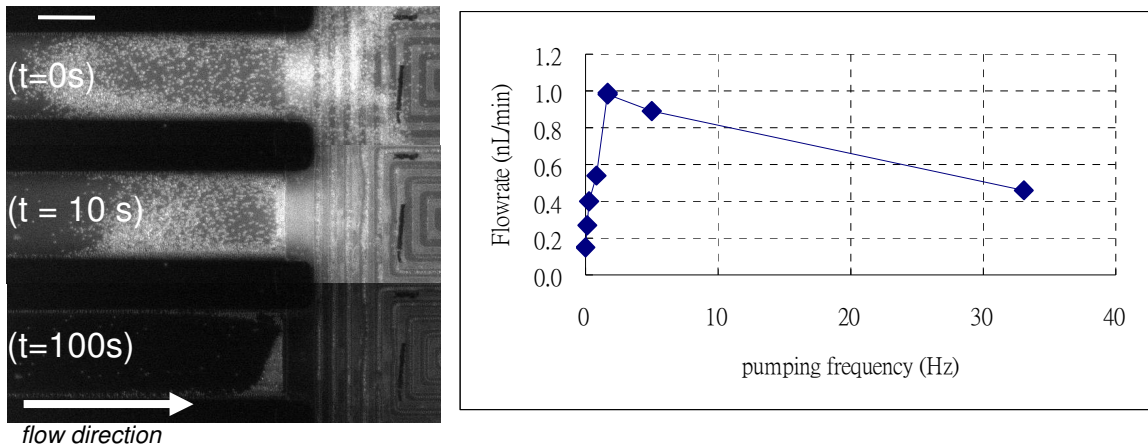 (t=0s)
(t = 10 s)
(t=100s)
flow direction
Flowrate (nL/min)
1.2
1.0
0.8
0.6
0.4
0.2
0.0
0 10 20 30 40
pumping frequency (Hz)